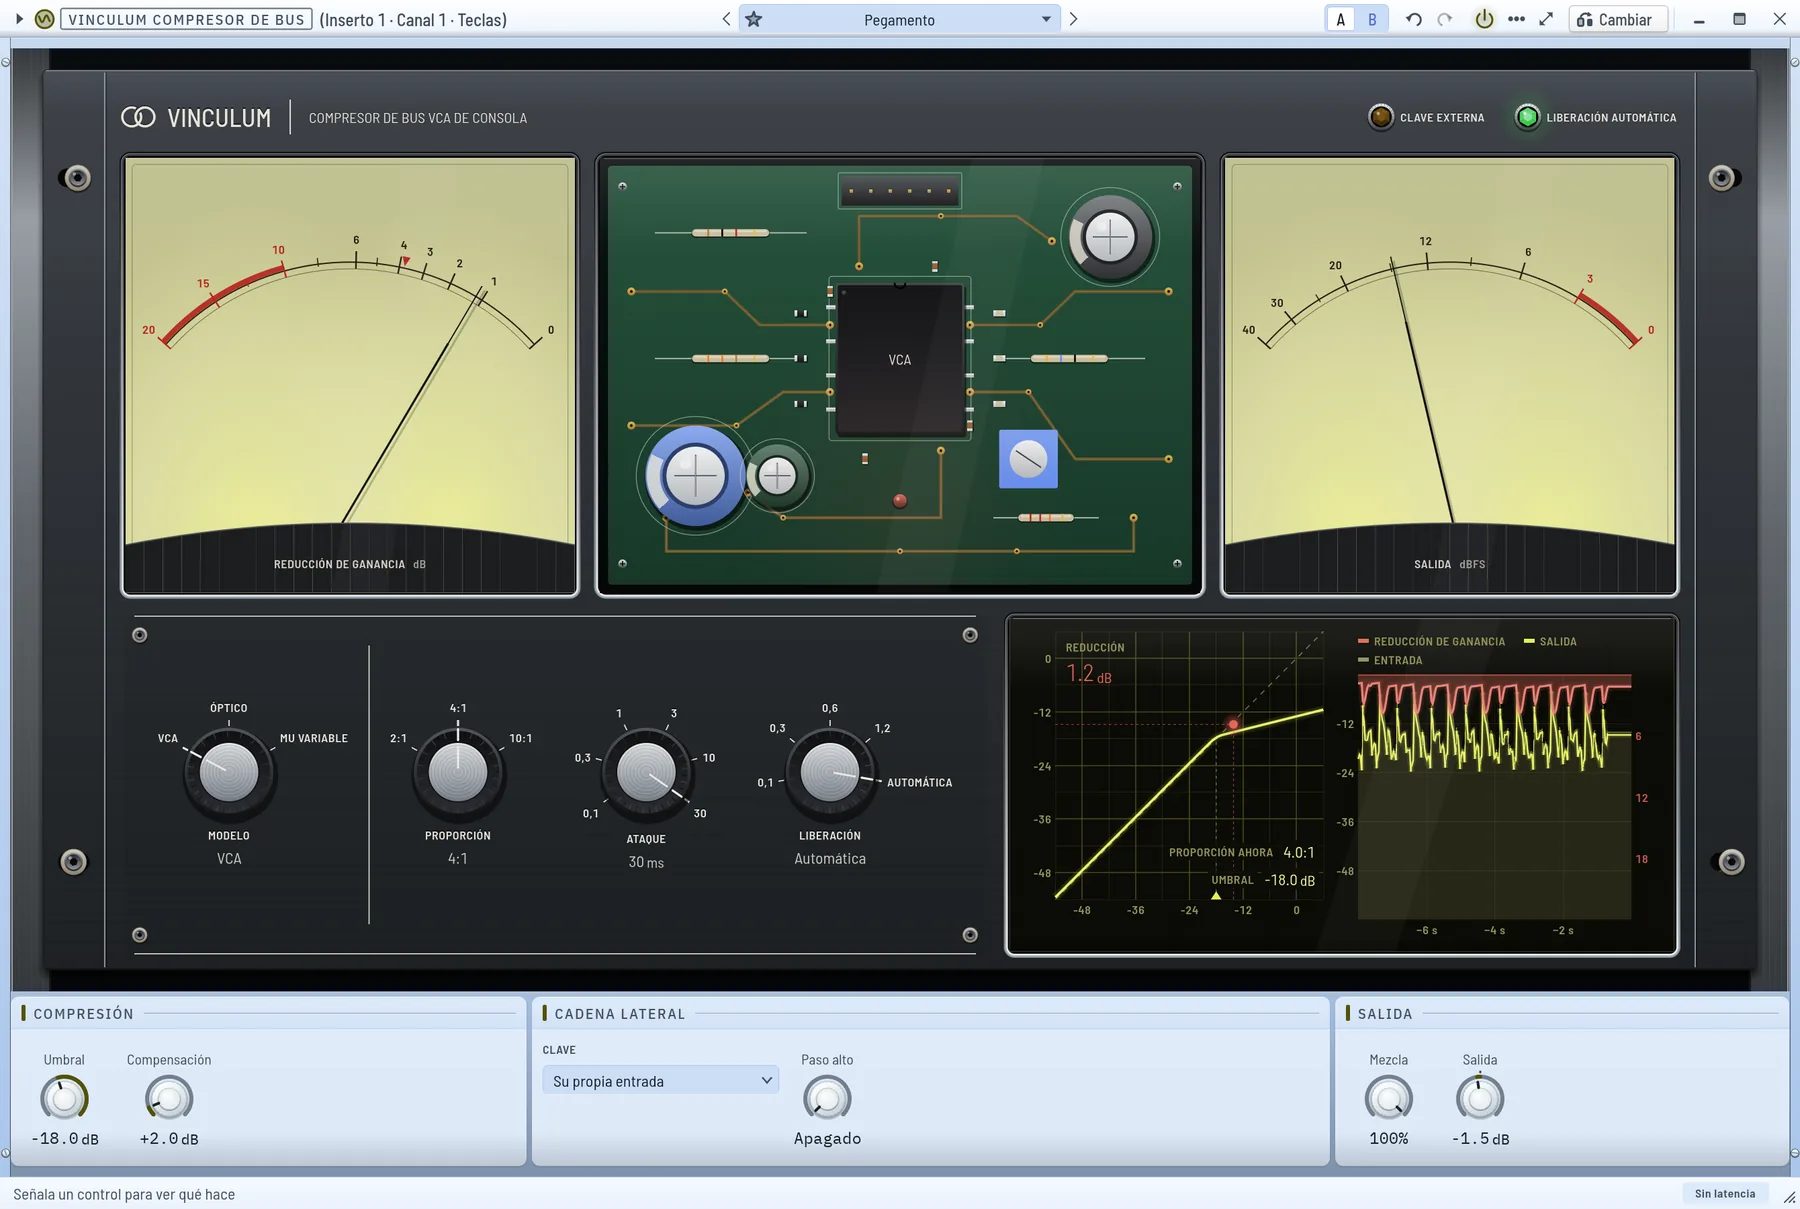 VINCULUM COMPRESOR DE BUS (Inserto 1 · Canal 1 · Teclas)
Pegamento
A B
Cambiar
VINCULUM COMPRESOR DE BUS VCA DE CONSOLA
CLAVE EXTERNA LIBERACIÓN AUTOMÁTICA
20 15 10 6 4 3 2 1 0
REDUCCIÓN DE GANANCIA dB
VCA
40 30 20 12 6 3 0
SALIDA dBFS
VCA ÓPTICO MU VARIABLE
MODELO
VCA
2:1 4:1 10:1
PROPORCIÓN
4:1
0,1 0,3 1 3 10 30
ATAQUE
30 ms
0,1 0,3 0,6 1,2 AUTOMÁTICA
LIBERACIÓN
Automática
REDUCCIÓN
1.2 dB
0
-12
-24
-36
-48
PROPORCIÓN AHORA 4.0:1
UMBRAL -18.0 dB
-48 -36 -24 -12 0
REDUCCIÓN DE GANANCIA SALIDA
ENTRADA
-12
-24
-36
-48
6
12
18
-6 s -4 s -2 s
COMPRESIÓN
Umbral Compensación
-18.0 dB +2.0 dB
CADENA LATERAL
CLAVE
Su propia entrada
Paso alto
Apagado
SALIDA
Mezcla Salida
100% -1.5 dB
Señala un control para ver qué hace
Sin latencia